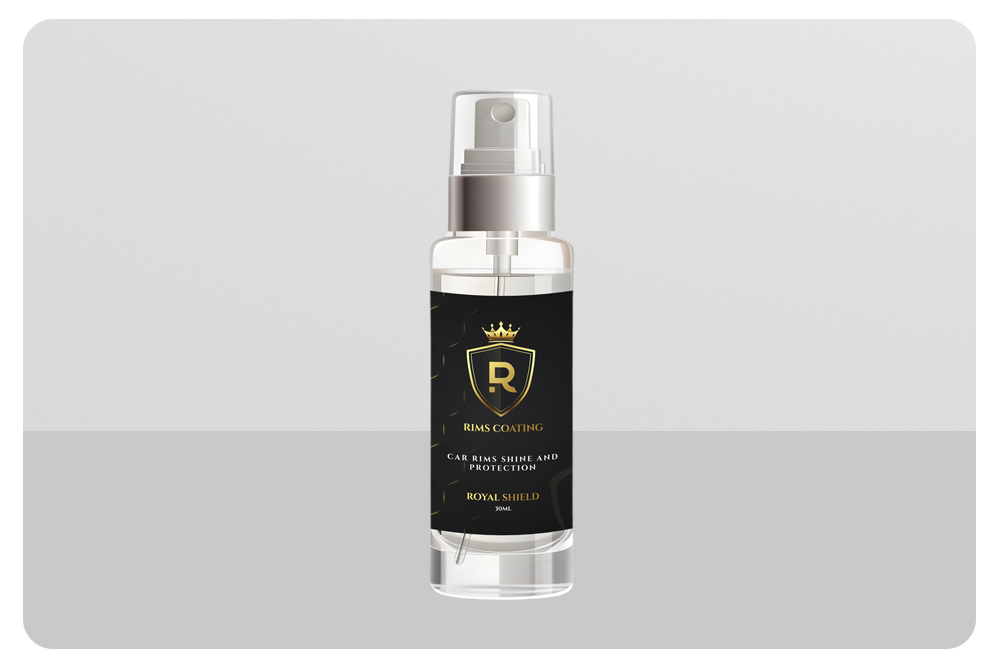 R
RIMS COATING
CAR RIMS SHINE AND
PROTECTION
ROYAL SHIELD
30ML